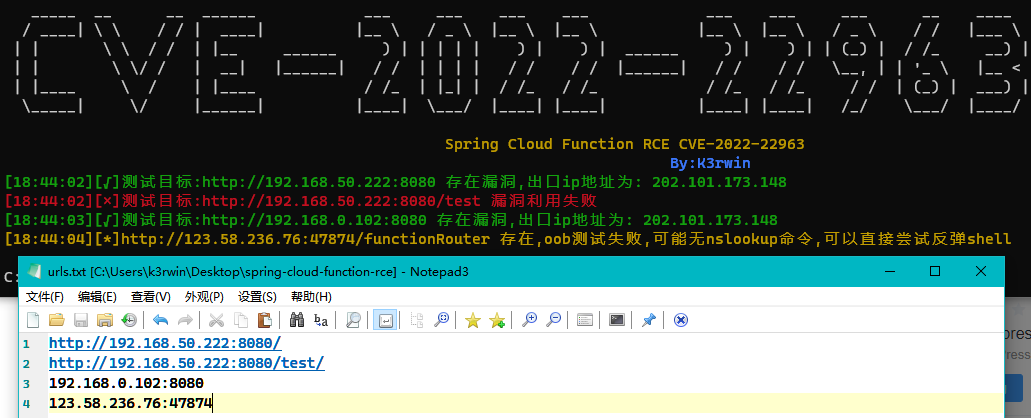 CVE-2022-22963
Spring Cloud Function RCE CVE-2022-22963
By:K3rwin
[18:44:02][√]测试目标:http://192.168.50.222:8080 存在漏洞,出口ip地址为: 202.101.173.148
[18:44:02][×]测试目标:http://192.168.50.222:8080/test 漏洞利用失败
[18:44:03][√]测试目标:http://192.168.0.102:8080 存在漏洞,出口ip地址为: 202.101.173.148
[18:44:04][*]http://123.58.236.76:47874/functionRouter 存在,oob测试失败,可能无nslookup命令,可以直接尝试反弹shell
C:
urls.txt [C:\Users\k3rwin\Desktop\spring-cloud-function-rce] - Notepad3
文件(F) 编辑(E) 查看(V) 外观(P) 设置(S) 帮助(H)
1 http://192.168.50.222:8080/
2 http://192.168.50.222:8080/test/
3 192.168.0.102:8080
4 123.58.236.76:47874